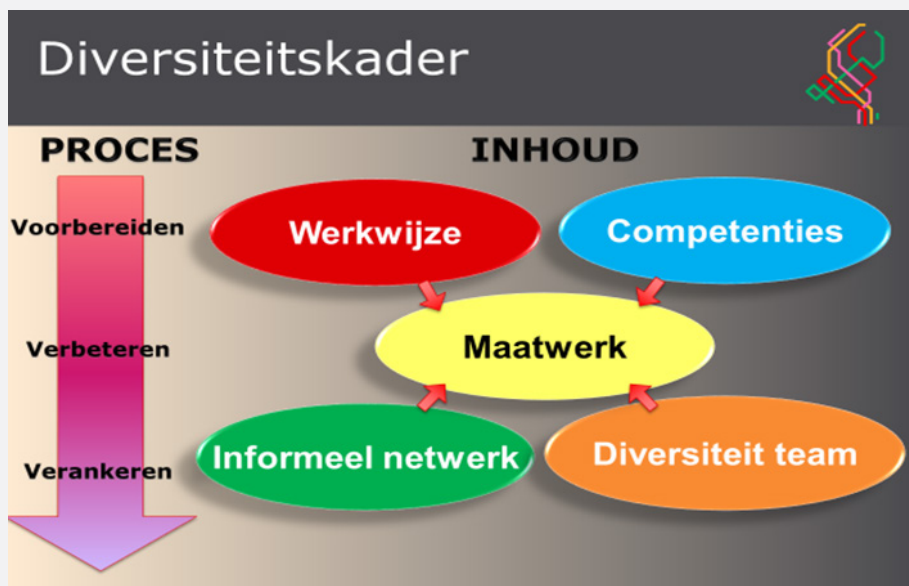 Diversiteitskader
PROCES
INHOUD
Voorbereiden
Verbeteren
Verankeren
Werkwijze
Competenties
Maatwerk
Informeel netwerk
Diversiteit team